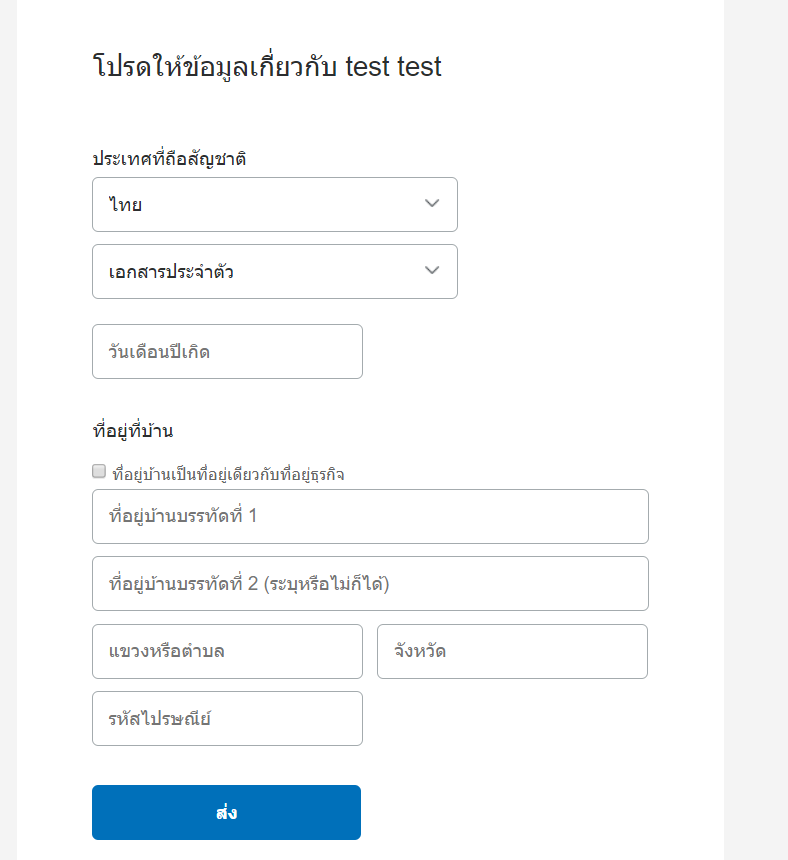 โปรดให้ข้อมูลเกี่ยวกับ test test
ประเทศที่ถือสัญชาติ
ไทย
เอกสารประจำตัว
วันเดือนปีเกิด
ที่อยู่ที่บ้าน
ที่อยู่บ้านเป็นที่อยู่เดียวกับที่อยู่ธุรกิจ
ที่อยู่บ้านบรรทัดที่ 1
ที่อยู่บ้านบรรทัดที่ 2 (ระบุหรือไม่ก็ได้)
แขวงหรือตำบล จังหวัด
รหัสไปรษณีย์
ส่ง